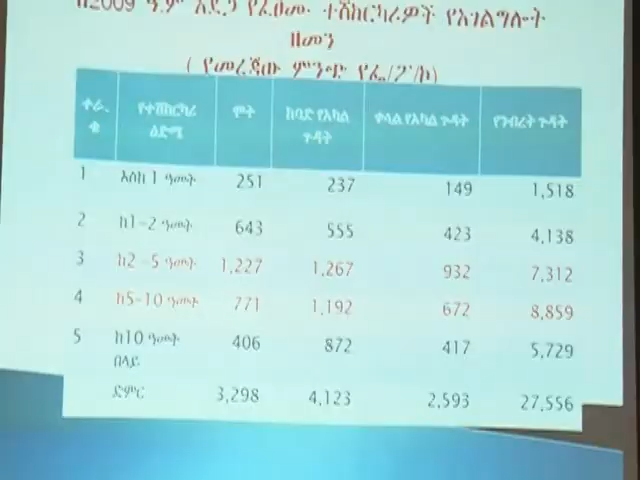 በ2009 ዓ.ም አደጋ የፈፀሙ ተሽከርካሪዎች የአገልግሎት
ዘመን
( የመረጃው ምንጭ የፌ/ፖ/ኮ)
ተራ. ቁ የተሽከርካሪ ዕድሜ ሞት ከባድ የአካል ጉዳት ቀላል የአካል ጉዳት የንብረት ጉዳት
1 እስከ 1 ዓመት 251 237 149 1,518
2 ከ1-2 ዓመት 643 555 423 4,138
3 ከ2 -5 ዓመት 1,227 1,267 932 7,312
4 ከ5-10 ዓመት 771 1,192 672 8,859
5 ከ10 ዓመት በላይ 406 872 417 5,729
ድምር 3,298 4,123 2,593 27,556